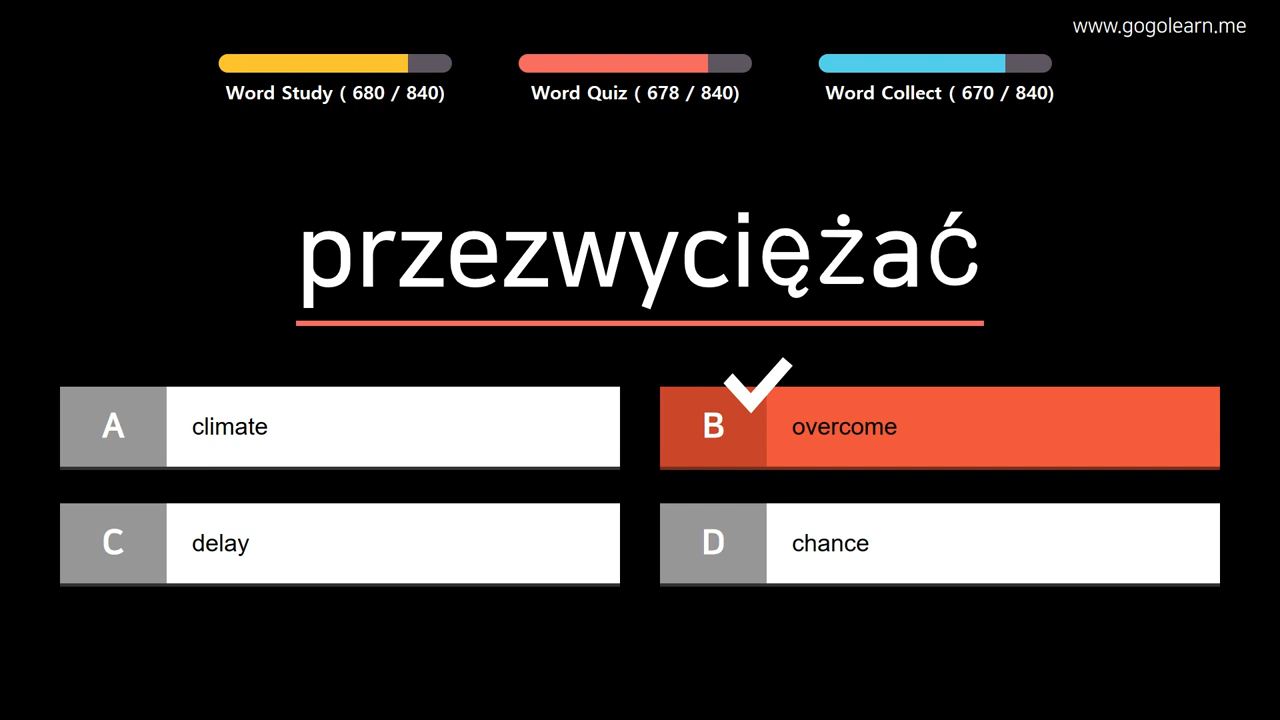 www.gogolearn.me
Word Study ( 680 / 840)
Word Quiz ( 678 / 840)
Word Collect ( 670 / 840)
przezwyciężać
A climate
B overcome
C delay
D chance